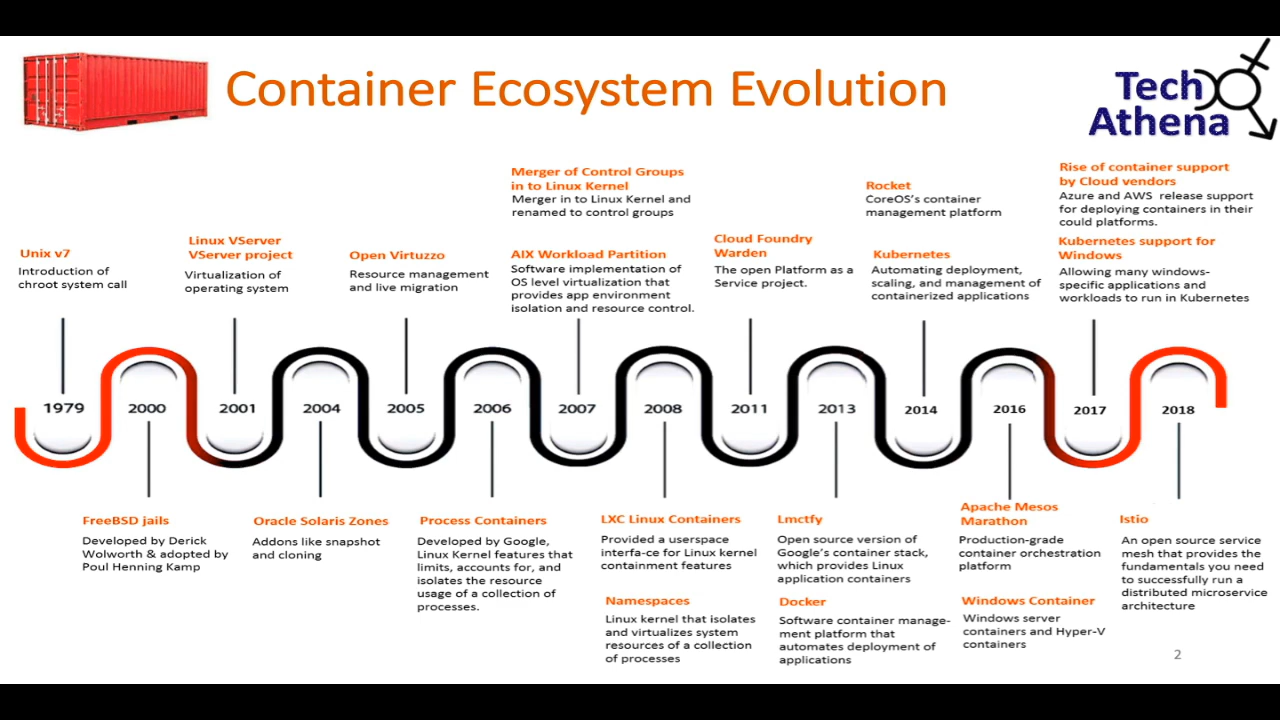 Container Ecosystem Evolution
Tech
Athena
Unix v7
Introduction of
chroot system call
Linux VServer
VServer project
Virtualization of
operating system
Open Virtuzzo
Resource management
and live migration
Merger of Control Groups
in to Linux Kernel
Merger in to Linux Kernel and
renamed to control groups
AIX Workload Partition
Software implementation of
OS level virtualization that
provides app environment
isolation and resource control.
Cloud Foundry
Warden
The open Platform as a
Service project.
Rocket
CoreOS's container
management platform
Kubernetes
Automating deployment,
scaling, and management of
containerized applications
Rise of container support
by Cloud vendors
Azure and AWS release support
for deploying containers in their
could platforms.
Kubernetes support for
Windows
Allowing many windows-
specific applications and
workloads to run in Kubernetes
1979
2000
2001
2004
2005
2006
2007
2008
2011
2013
2014
2016
2017
2018
FreeBSD jails
Developed by Derick
Wolworth & adopted by
Poul Henning Kamp
Oracle Solaris Zones
Addons like snapshot
and cloning
Process Containers
Developed by Google,
Linux Kernel features that
limits, accounts for, and
isolates the resource
usage of a collection of
processes.
LXC Linux Containers
Provided a userspace
interfa-ce for Linux kernel
containment features
Namespaces
Linux kernel that isolates
and virtualizes system
resources of a collection
of processes
Lmctfy
Open source version of
Google's container stack,
which provides Linux
application containers
Docker
Software container manage-
ment platform that
automates deployment of
applications
Apache Mesos
Marathon
Production-grade
container orchestration
platform
Windows Container
Windows server
containers and Hyper-V
containers
Istio
An open source service
mesh that provides the
fundamentals you need
to successfully run a
distributed microservice
architecture
2